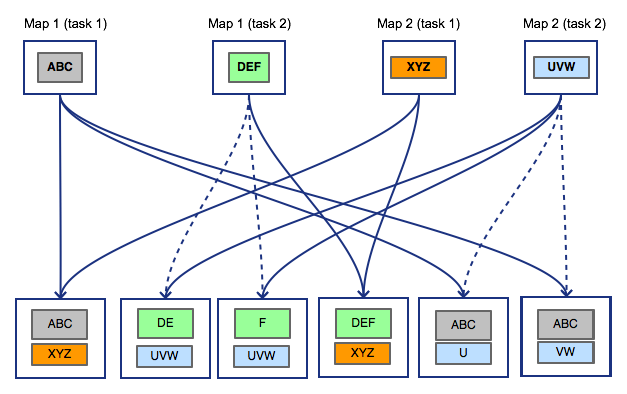 Map 1 (task 1)
Map 1 (task 2)
Map 2 (task 1)
Map 2 (task 2)
ABC
DEF
XYZ
UVW
ABC
XYZ
DE
UVW
F
UVW
DEF
XYZ
ABC
U
ABC
VW